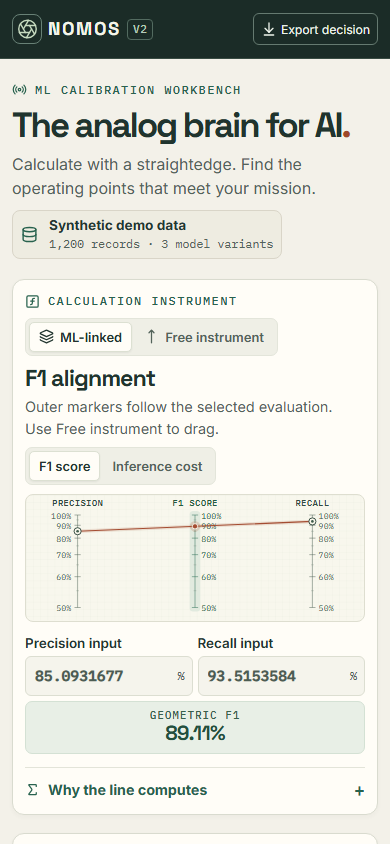 NOMOS V2
Export decision
ML CALIBRATION WORKBENCH
The analog brain for AI.
Calculate with a straightedge. Find the
operating points that meet your mission.
Synthetic demo data
1,200 records · 3 model variants
CALCULATION INSTRUMENT
ML-linked
Free instrument
F1 alignment
Outer markers follow the selected evaluation.
Use Free instrument to drag.
F1 score
Inference cost
PRECISION F1 SCORE RECALL
100% 100% 100%
90% 90% 90%
80% 80% 80%
70% 70% 70%
60% 60% 60%
50% 50% 50%
Precision input Recall input
85.0931677 % 93.5153584 %
GEOMETRIC F1
89.11%
Σ Why the line computes +